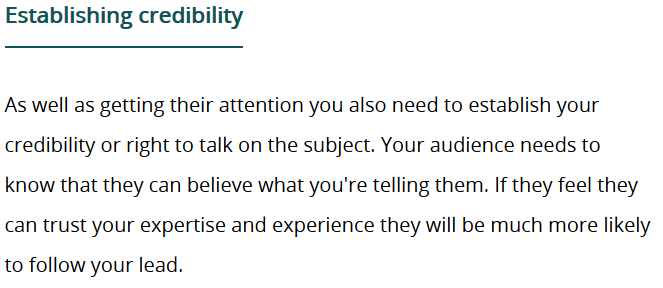 Establishing credibility
As well as getting their attention you also need to establish your
credibility or right to talk on the subject. Your audience needs to
know that they can believe what you're telling them. If they feel they
can trust your expertise and experience they will be much more likely
to follow your lead.